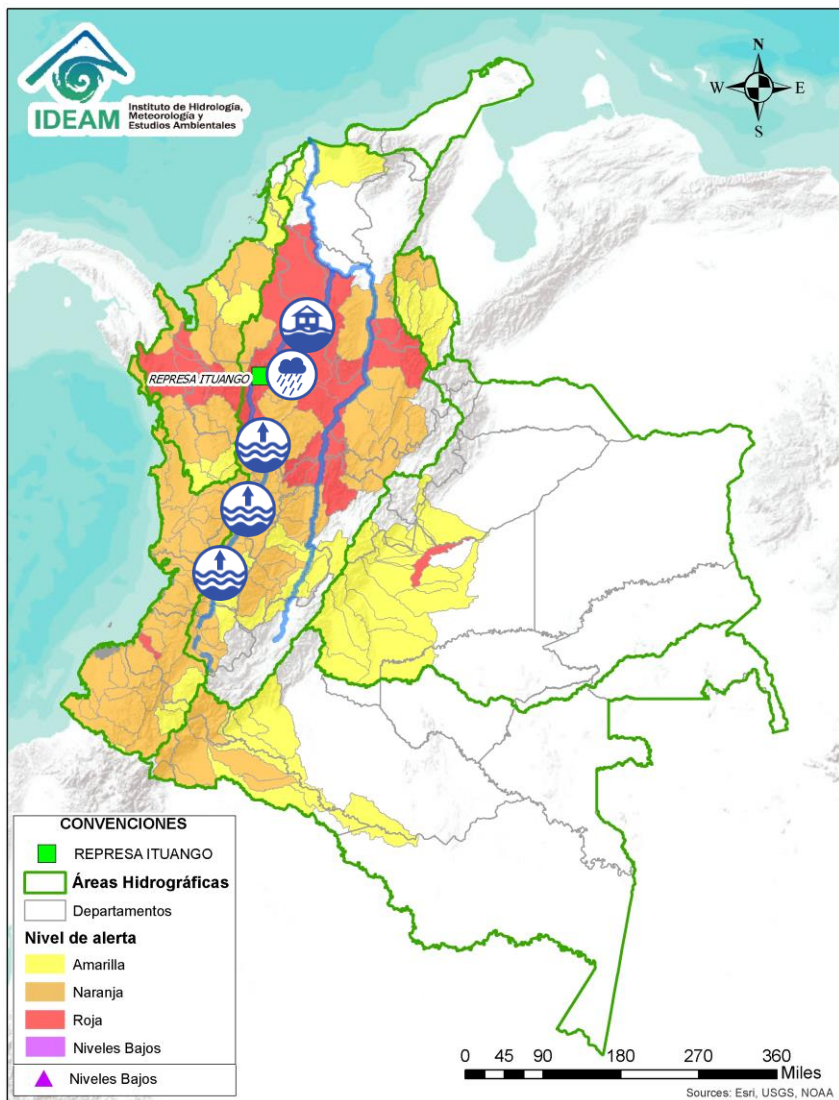 IDEAM
Instituto de Hidrología,
Meteorología y
Estudios Ambientales
N
W
E
S
REPRESA ITUANGO
CONVENCIONES
REPRESA ITUANGO
Áreas Hidrográficas
Departamentos
Nivel de alerta
Amarilla
Naranja
Roja
Niveles Bajos
Niveles Bajos
0 45 90 180 270 360
Miles
Sources: Esri, USGS, NOAA